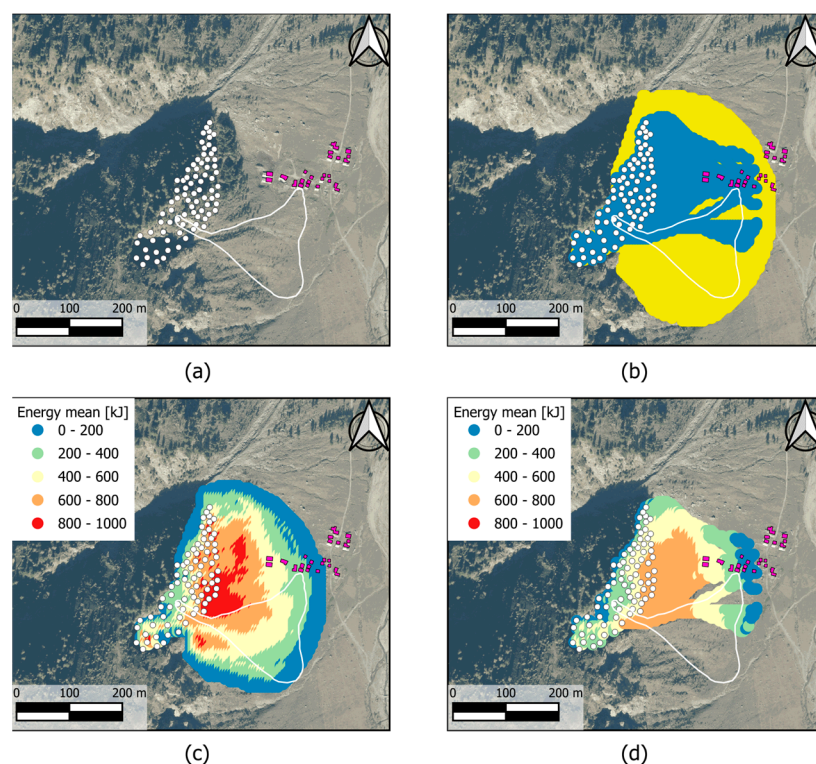 0 100 200 m
(a)
0 100 200 m
(b)
Energy mean [kJ]
0 - 200
200 - 400
400 - 600
600 - 800
800 - 1000
0 100 200 m
(c)
Energy mean [kJ]
0 - 200
200 - 400
400 - 600
600 - 800
800 - 1000
0 100 200 m
(d)